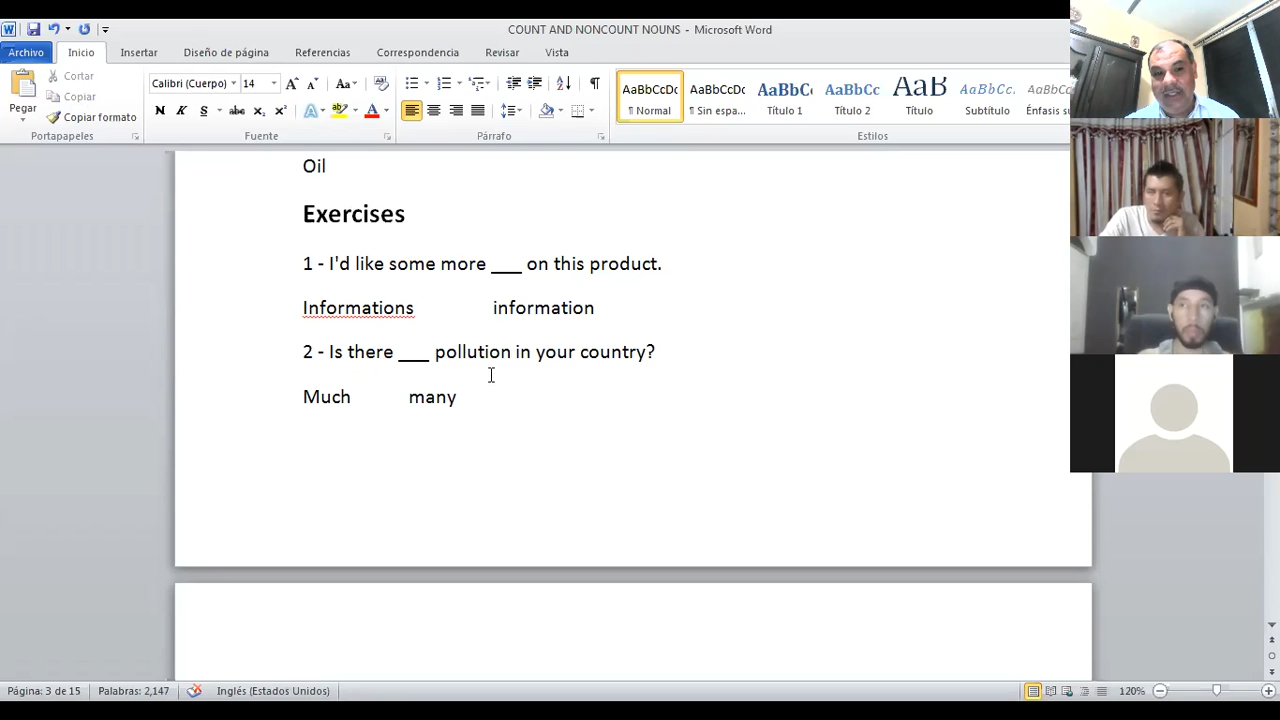 COUNT AND NONCOUNT NOUNS - Microsoft Word
Archivo Inicio Insertar Diseño de página Referencias Correspondencia Revisar Vista
Pegar
Cortar
Copiar
Copiar formato
Portapapeles
Calibri (Cuerpo) 14
N K S abc x₂ x²
Fuente
Párrafo
AaBbCcDc AaBbCcDc AaBbC AaBbCc AaB AaBbCc. AaBbCc
¶ Normal ¶ Sin espa... Título 1 Título 2 Título Subtítulo Énfasis su
Estilos
Oil
Exercises
1 - I'd like some more ___ on this product.
Informations information
2 - Is there ___ pollution in your country?
Much many
Página: 3 de 15 Palabras: 2,147 Inglés (Estados Unidos) 120%